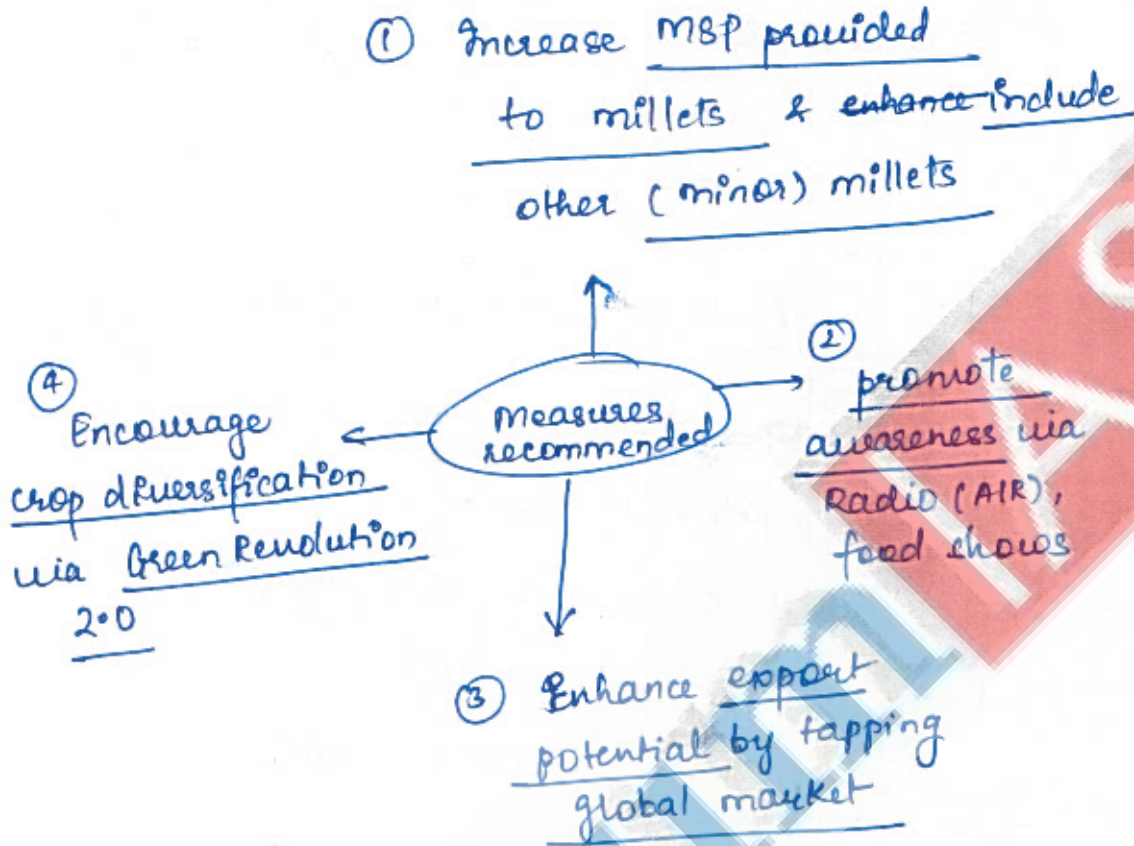 ① Increase MSP provided
to millets & enhance include
other (minor) millets
②
promote
awareness via
Radio (AIR),
food shows
measures
recommended
④
Encourage
crop diversification
via Green Revolution
2.0
③ Enhance export
potential by tapping
global market
IAS
um